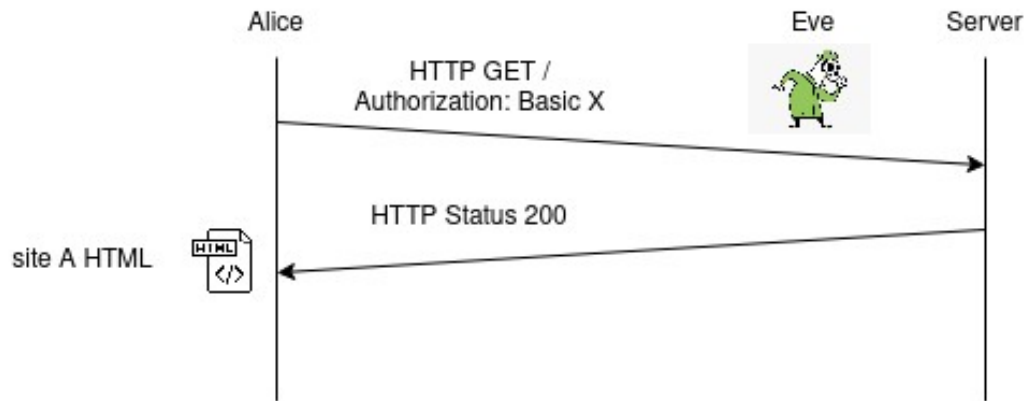 Alice
Eve
Server
HTTP GET /
Authorization: Basic X
HTTP Status 200
site A HTML
HTML
</>